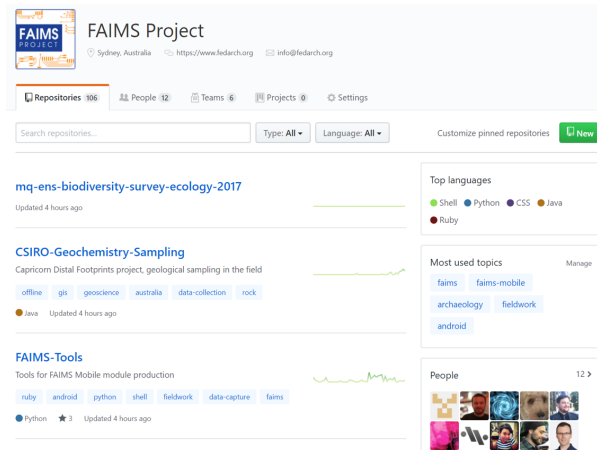 FAIMS
PROJECT
FAIMS Project
Sydney, Australia https://www.fedarch.org info@fedarch.org
Repositories 106 People 12 Teams 6 Projects 0 Settings
Search repositories... Type: All Language: All Customize pinned repositories New
mq-ens-biodiversity-survey-ecology-2017
Updated 4 hours ago
CSIRO-Geochemistry-Sampling
Capricorn Distal Footprints project, geological sampling in the field
offline gis geoscience australia data-collection rock
Java Updated 4 hours ago
FAIMS-Tools
Tools for FAIMS Mobile module production
ruby android python shell fieldwork data-capture faims
Python 3 Updated 4 hours ago
Top languages
Shell Python CSS Java
Ruby
Most used topics Manage
faims faims-mobile
archaeology fieldwork
android
People 12